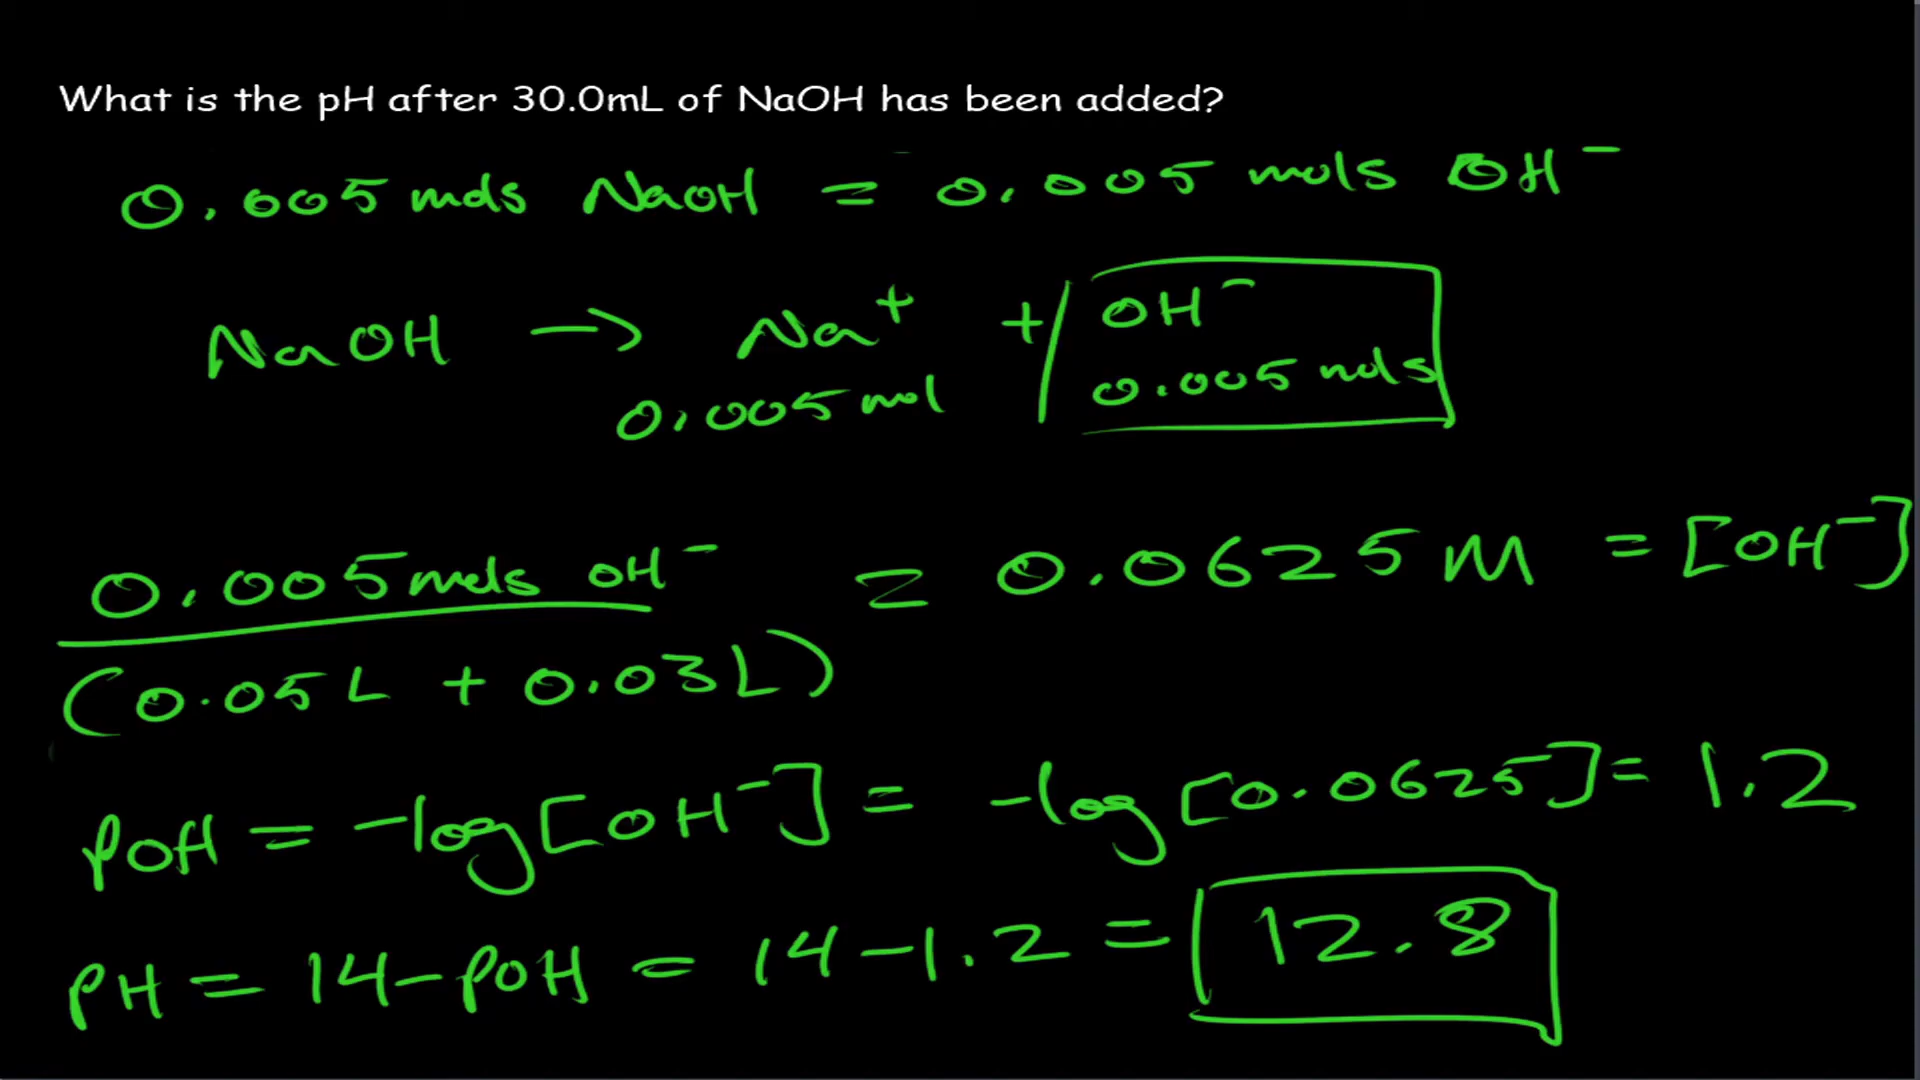 What is the pH after 30.0mL of NaOH has been added?
0.005 mols NaOH = 0.005 mols OH⁻
NaOH → Na⁺ + OH⁻
0.005 mol 0.005 mols
0.005 mols OH⁻ = 0.0625 M = [OH⁻]
(0.05 L + 0.03 L)
pOH = -log[OH⁻] = -log[0.0625] = 1.2
pH = 14 - pOH = 14 - 1.2 = 12.8